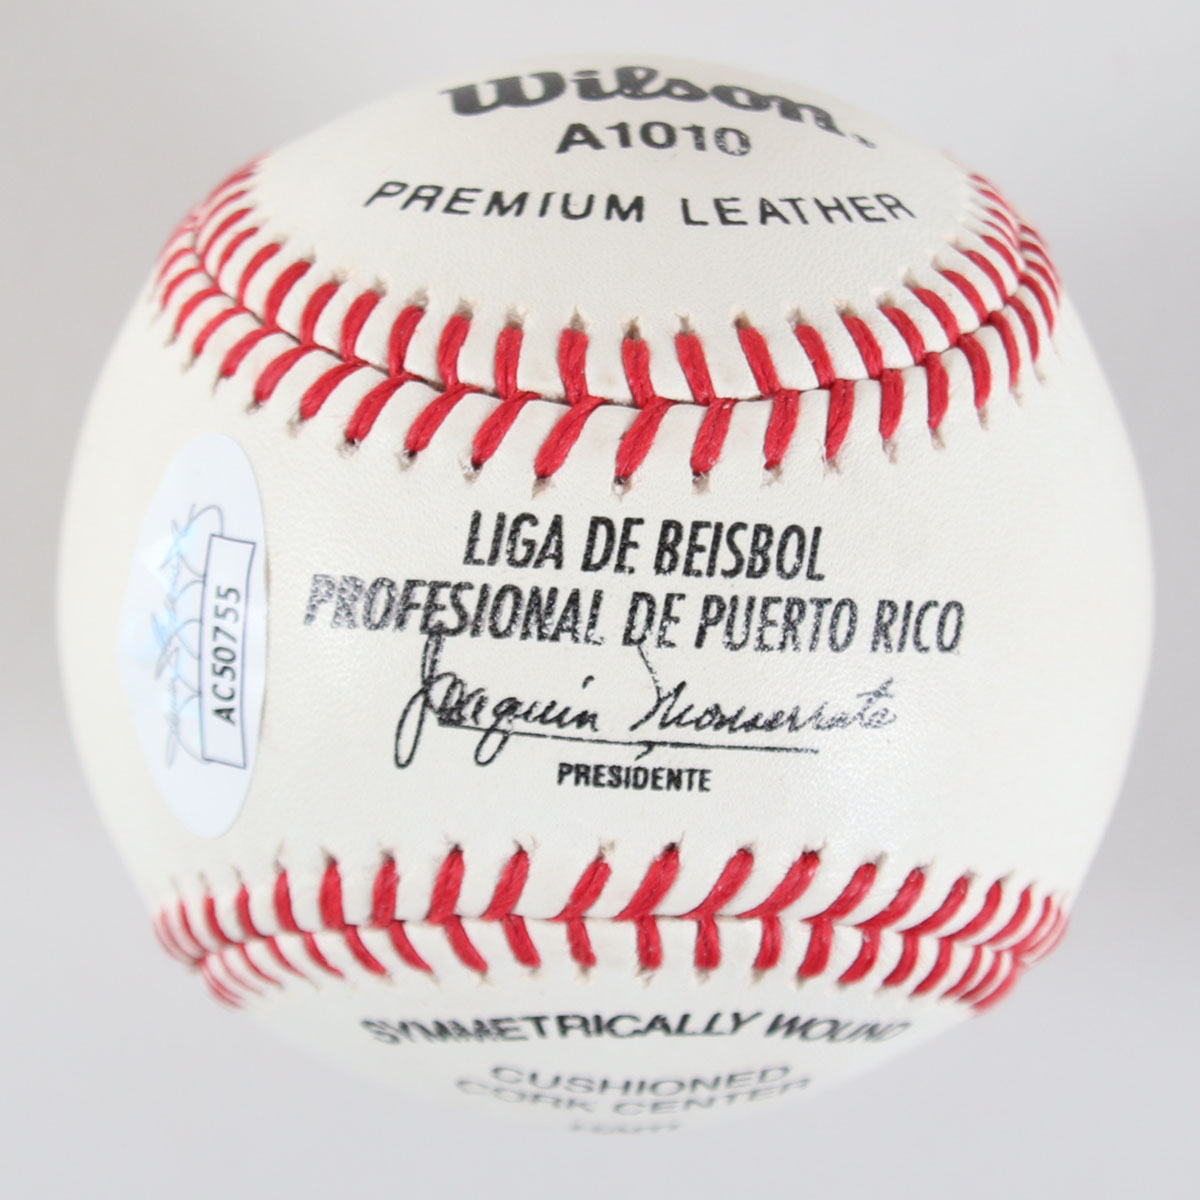 Wilson.
A1010
PREMIUM LEATHER
LIGA DE BEISBOL
PROFESIONAL DE PUERTO RICO
Joaquin Monserrate
PRESIDENTE
AC50755
SYMMETRICALLY WOUND
CUSHIONED
CORK CENTER